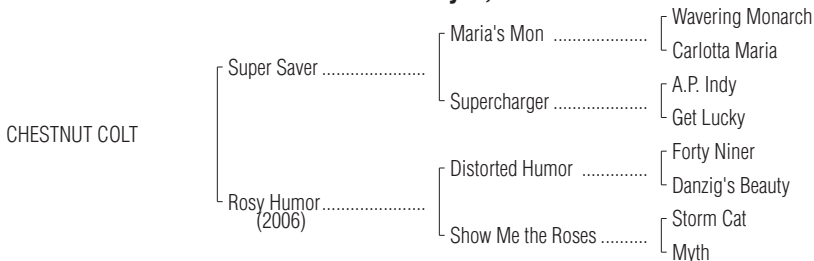 Wavering Monarch
Maria's Mon ....................
Carlotta Maria
Super Saver ......................
A.P. Indy
Supercharger ....................
Get Lucky
CHESTNUT COLT
Forty Niner
Distorted Humor ..............
Danzig's Beauty
Rosy Humor ......................
(2006)
Storm Cat
Show Me the Roses ..........
Myth